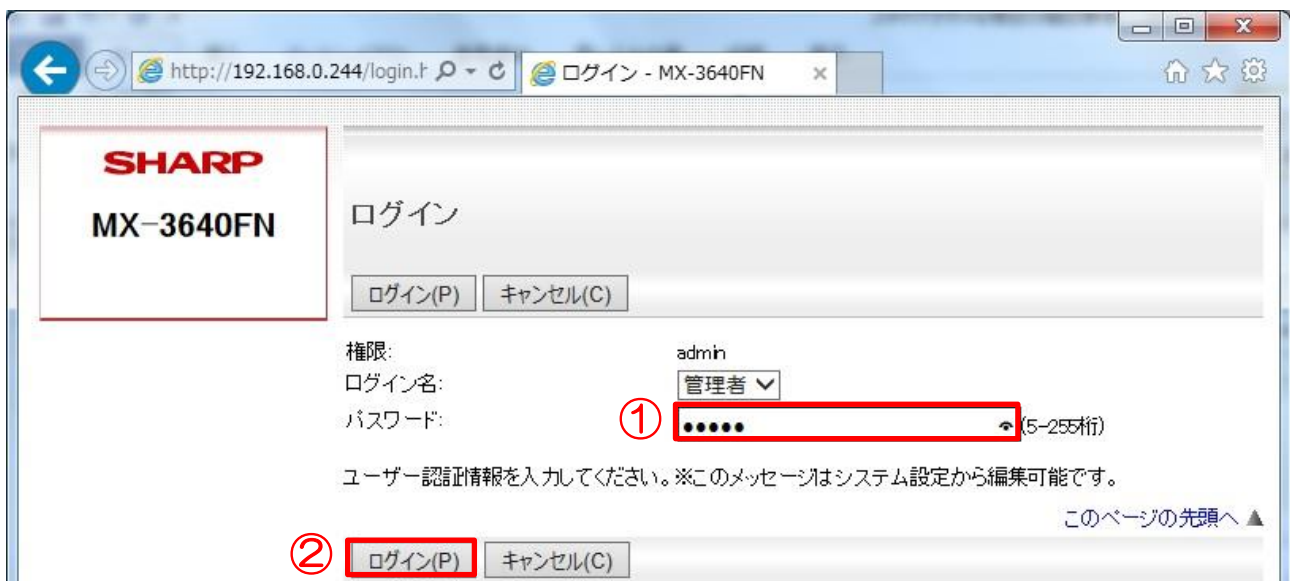 http://192.168.0.244/login.h
ログイン - MX-3640FN
SHARP
MX-3640FN
ログイン
ログイン(P) キャンセル(C)
権限: admin
ログイン名: 管理者
パスワード: ① ●●●●● (5-255桁)
ユーザー認証情報を入力してください。※このメッセージはシステム設定から編集可能です。
このページの先頭へ ▲
② ログイン(P) キャンセル(C)